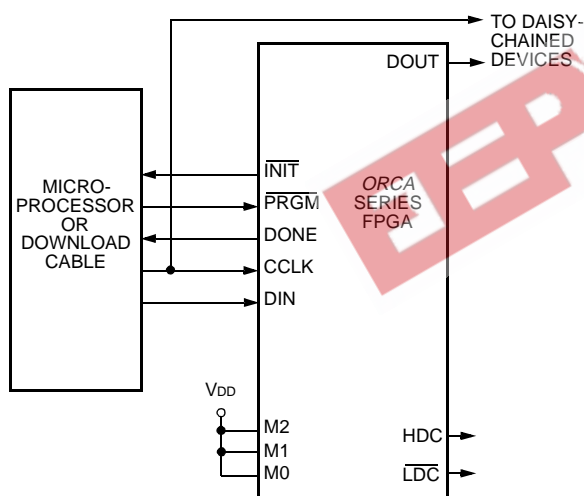 TO DAISY-
CHAINED
DEVICES
DOUT
MICRO-
PROCESSOR
OR
DOWNLOAD
CABLE
INIT
PRGM
DONE
CCLK
DIN
ORCA
SERIES
FPGA
VDD
M2
M1
M0
HDC
LDC
EEP